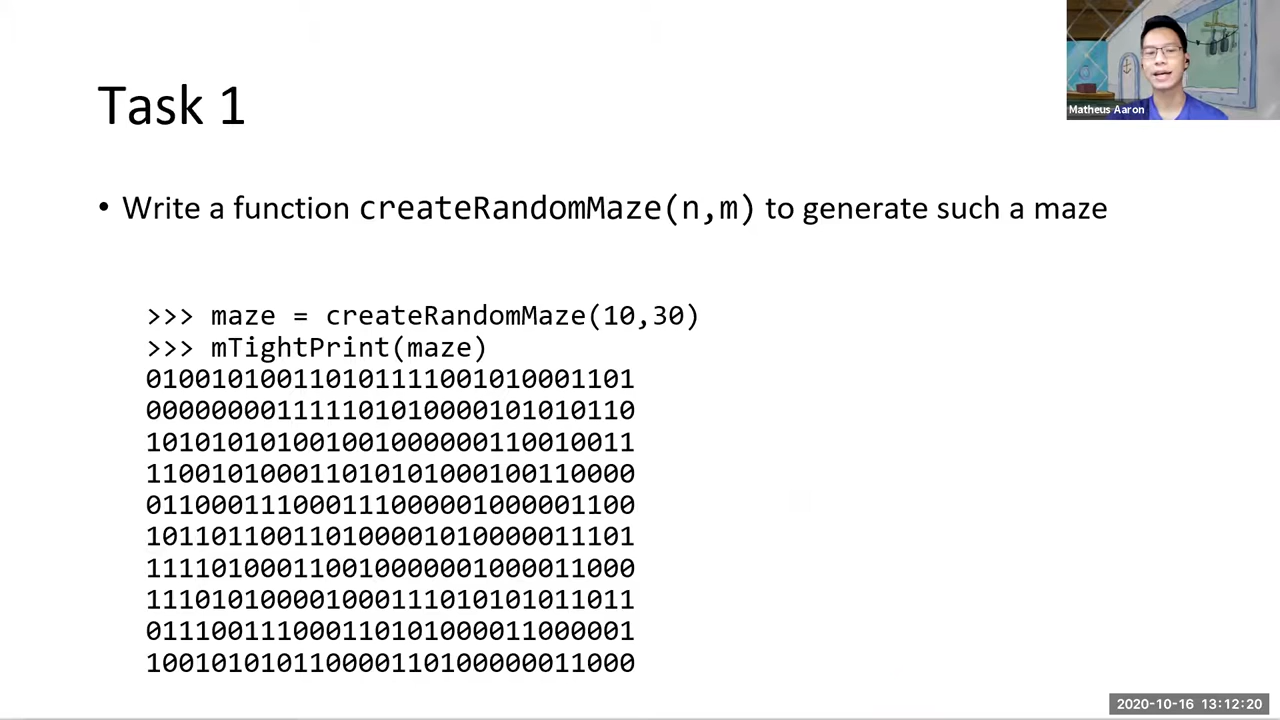 Task 1
Matheus Aaron
• Write a function createRandomMaze(n,m) to generate such a maze
>>> maze = createRandomMaze(10,30)
>>> mTightPrint(maze)
010010100110101111001010001101
000000001111101010000101010110
101010101001001000000110010011
110010100011010101000100110000
011000111000111000001000001100
101101100110100001010000011101
111101000110010000001000011000
111010100001000111010101011011
011100111000110101000011000001
100101010110000110100000011000
2020-10-16 13:12:20